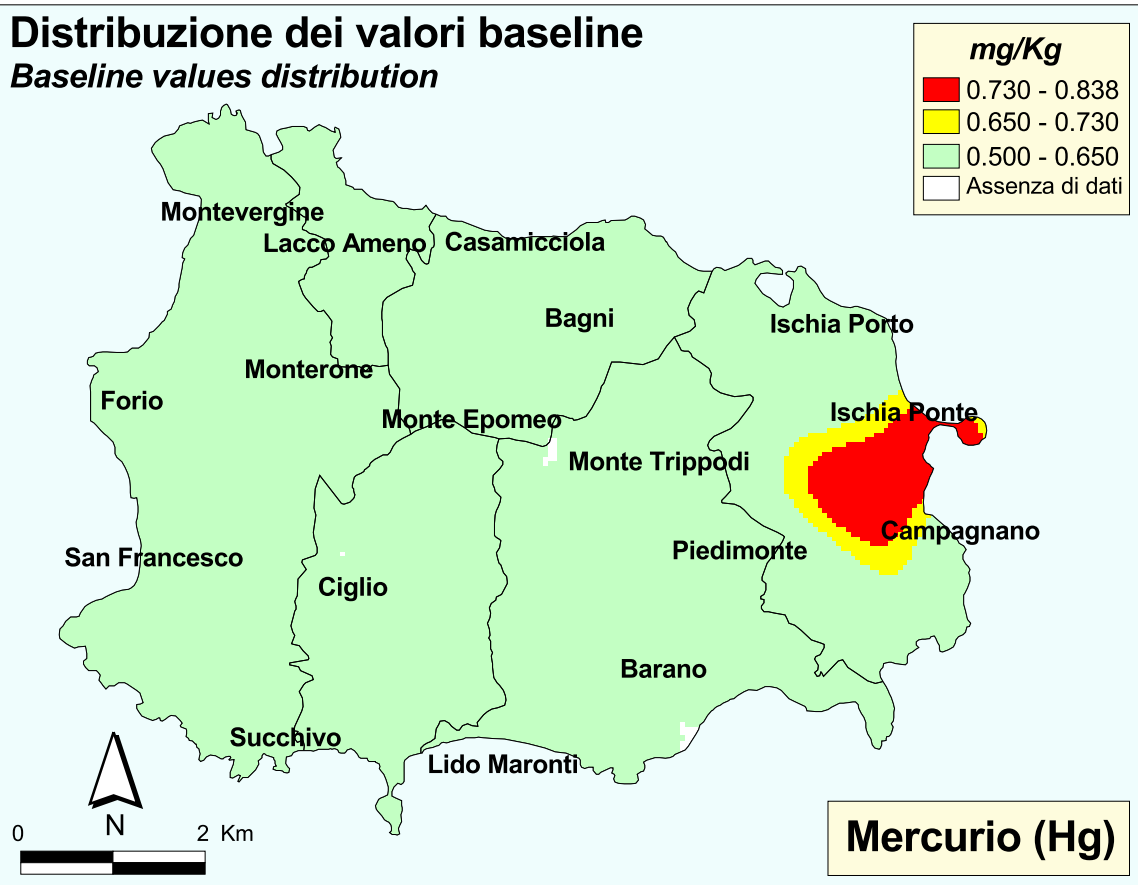 Distribuzione dei valori baseline
Baseline values distribution
mg/Kg
0.730 - 0.838
0.650 - 0.730
0.500 - 0.650
Assenza di dati
Montevergine
Lacco Ameno
Casamicciola
Bagni
Ischia Porto
Monterone
Forio
Monte Epomeo
Ischia Ponte
Monte Trippodi
Campagnano
Piedimonte
San Francesco
Ciglio
Barano
Succhivo
Lido Maronti
N
0 2 Km
Mercurio (Hg)